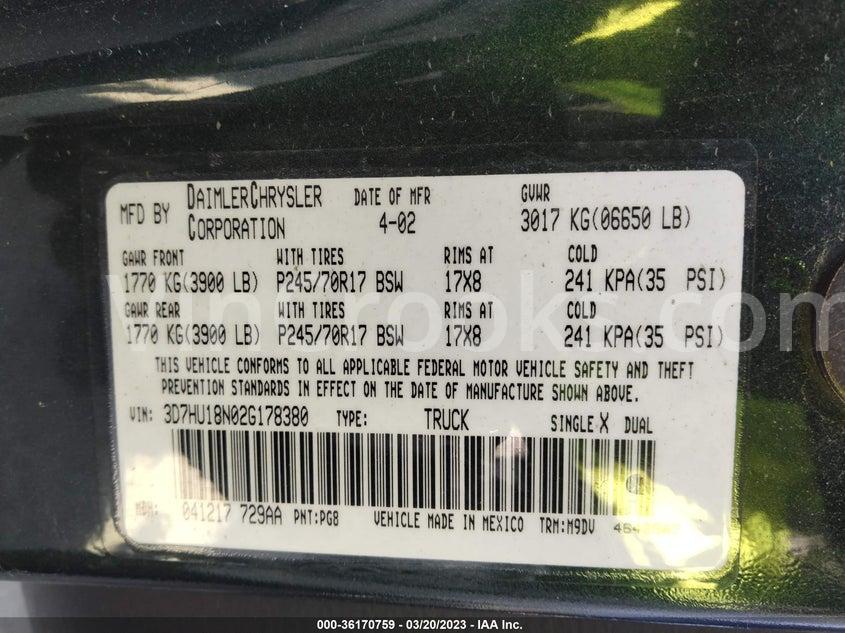 MFD BY DAIMLERCHRYSLER CORPORATION DATE OF MFR 4-02 GVWR 3017 KG(06650 LB)
GAWR FRONT WITH TIRES RIMS AT COLD
1770 KG(3900 LB) P245/70R17 BSW 17X8 241 KPA(35 PSI)
GAWR REAR WITH TIRES RIMS AT COLD
1770 KG(3900 LB) P245/70R17 BSW 17X8 241 KPA(35 PSI)
THIS VEHICLE CONFORMS TO ALL APPLICABLE FEDERAL MOTOR VEHICLE SAFETY AND THEFT
PREVENTION STANDARDS IN EFFECT ON THE DATE OF MANUFACTURE SHOWN ABOVE.
VIN: 3D7HU18N02G178380 TYPE: TRUCK SINGLE X DUAL
MDH: 041217 729AA PNT:PG8 VEHICLE MADE IN MEXICO TRM:M9DV
000-36170759 — 03/20/2023 — IAA Inc.